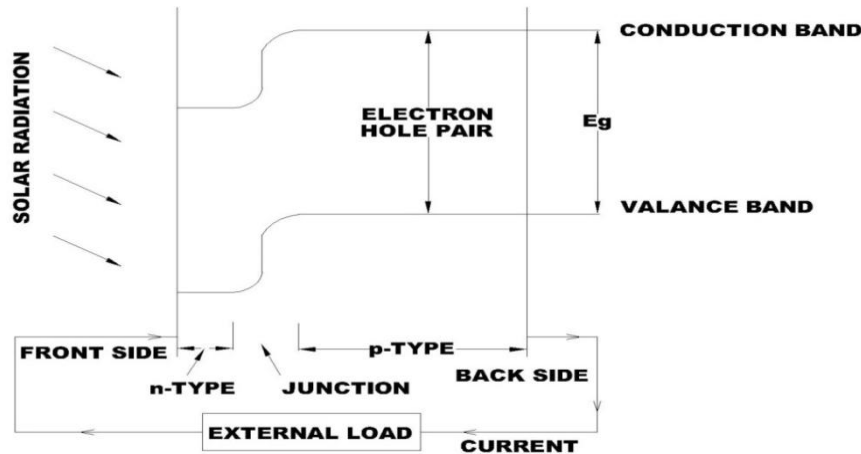 SOLAR RADIATION
CONDUCTION BAND
ELECTRON
HOLE PAIR
Eg
VALANCE BAND
FRONT SIDE
p-TYPE
n-TYPE
JUNCTION
BACK SIDE
EXTERNAL LOAD
CURRENT